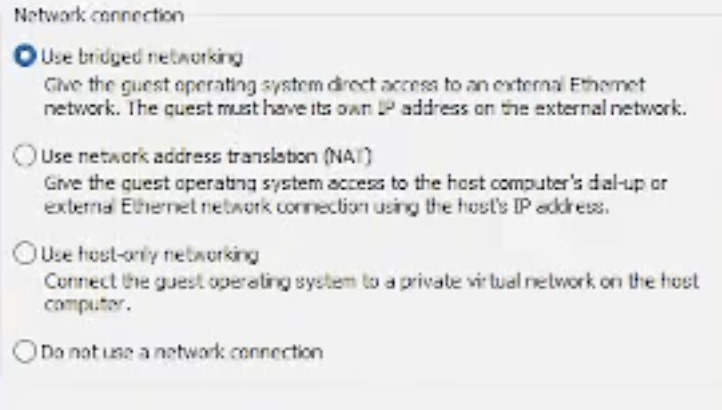 Network connection
Use bridged networking
Give the guest operating system direct access to an external Ethernet
network. The guest must have its own IP address on the external network.
Use network address translation (NAT)
Give the guest operating system access to the host computer's dial-up or
external Ethernet network connection using the host's IP address.
Use host-only networking
Connect the guest operating system to a private virtual network on the host
computer.
Do not use a network connection